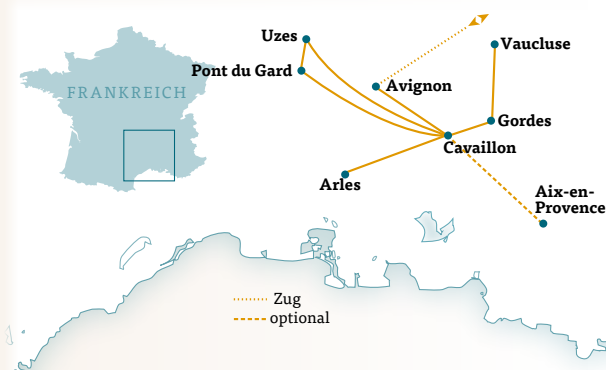 Uzes
Vaucluse
Pont du Gard
Avignon
FRANKREICH
Gordes
Cavaillon
Arles
Aix-en-
Provence
Zug
optional